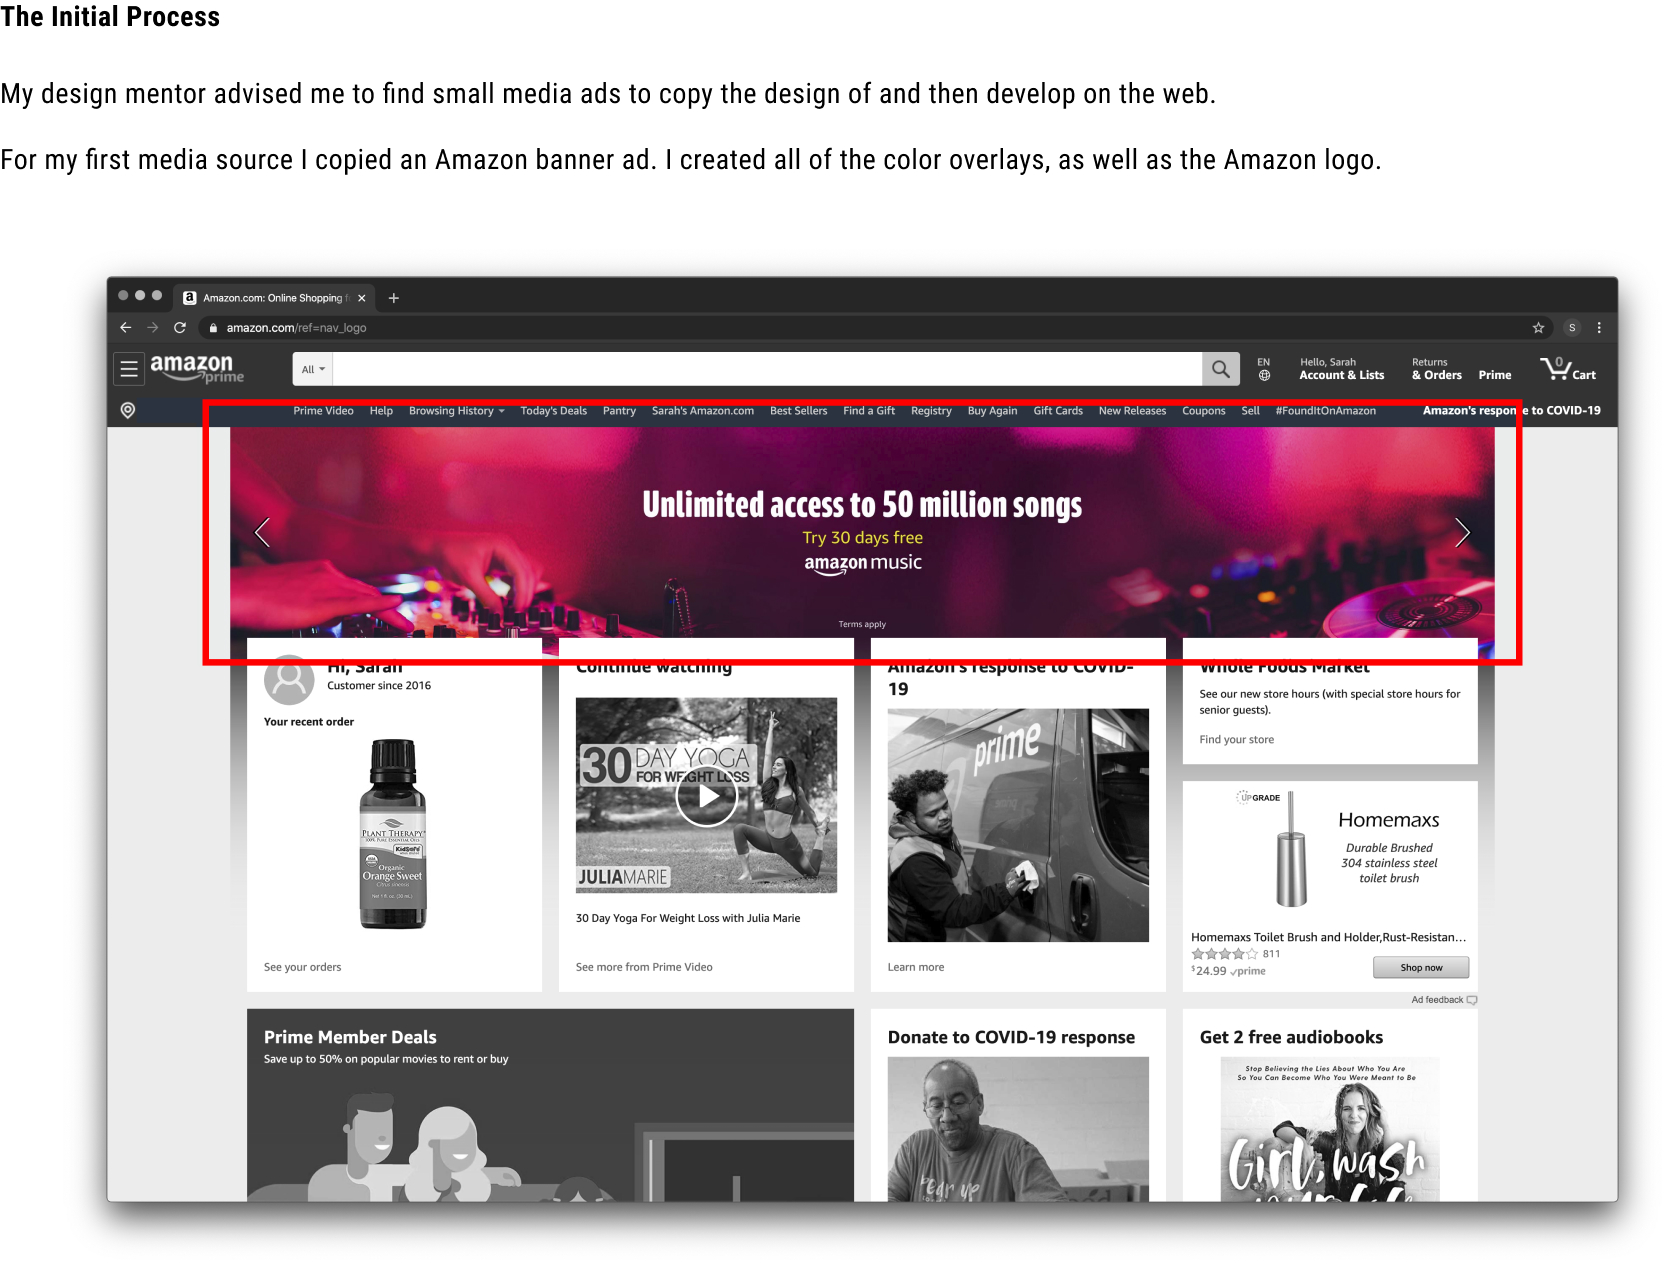 The Initial Process
My design mentor advised me to find small media ads to copy the design of and then develop on the web.
For my first media source I copied an Amazon banner ad. I created all of the color overlays, as well as the Amazon logo.
a Amazon.com: Online Shopping f
amazon.com/ref=nav_logo
S
amazon prime
All
EN
Hello, Sarah
Account & Lists
Returns
& Orders
Prime
0
Cart
Prime Video Help Browsing History Today's Deals Pantry Sarah's Amazon.com Best Sellers Find a Gift Registry Buy Again Gift Cards New Releases Coupons Sell #FoundItOnAmazon Amazon's response to COVID-19
Unlimited access to 50 million songs
Try 30 days free
amazon music
Terms apply
Hi, Sarah
Customer since 2016
Your recent order
PLANT THERAPY
100% PURE ESSENTIAL OILS
KidSafe
Organic
Orange Sweet
Citrus sinensis
See your orders
Continue watching
30 DAY YOGA
FOR WEIGHT LOSS
JULIAMARIE
30 Day Yoga For Weight Loss with Julia Marie
See more from Prime Video
Amazon's response to COVID-
19
prime
Learn more
Whole Foods Market
See our new store hours (with special store hours for
senior guests).
Find your store
UPGRADE
Homemaxs
Durable Brushed
304 stainless steel
toilet brush
Homemaxs Toilet Brush and Holder,Rust-Resistan...
811
$24.99 prime
Shop now
Ad feedback
Prime Member Deals
Save up to 50% on popular movies to rent or buy
Donate to COVID-19 response
Get 2 free audiobooks
Stop Believing the Lies About Who You Are
So You Can Become Who You Were Meant to Be
Girl, wash